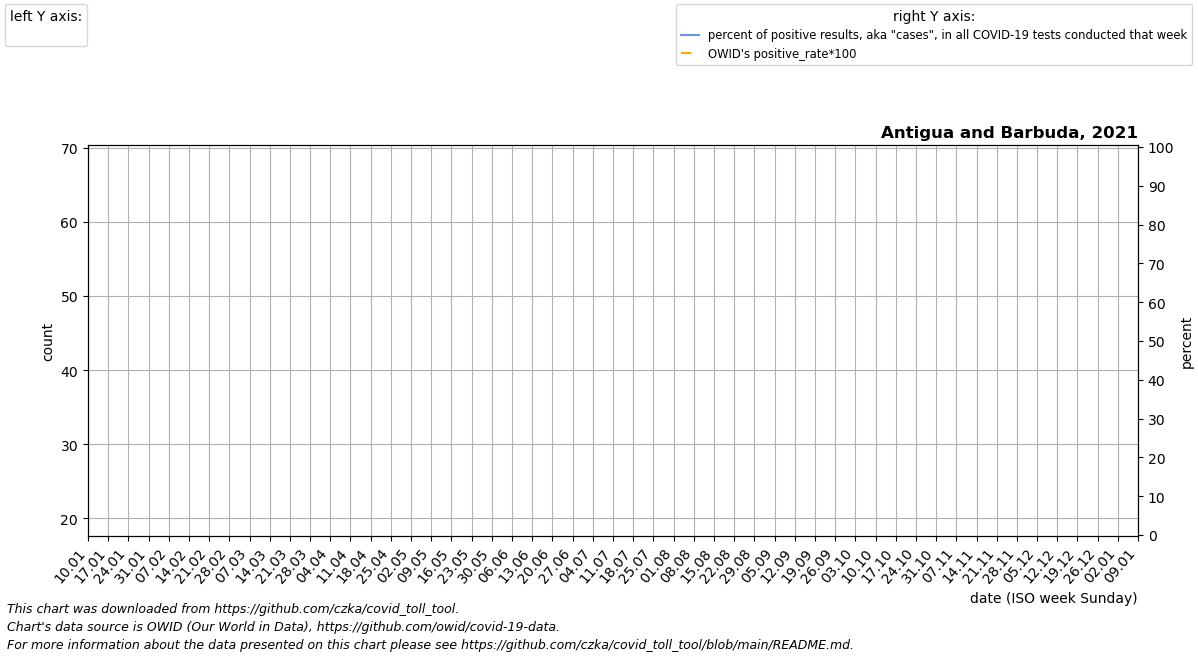 left Y axis:
right Y axis:
percent of positive results, aka "cases", in all COVID-19 tests conducted that week
OWID's positive_rate*100
Antigua and Barbuda, 2021
70
60
50
40
30
20
count
100
90
80
70
60
50
40
30
20
10
0
percent
10.01 17.01 24.01 31.01 07.02 14.02 21.02 28.02 07.03 14.03 21.03 28.03 04.04 11.04 18.04 25.04 02.05 09.05 16.05 23.05 30.05 06.06 13.06 20.06 27.06 04.07 11.07 18.07 25.07 01.08 08.08 15.08 22.08 29.08 05.09 12.09 19.09 26.09 03.10 10.10 17.10 24.10 31.10 07.11 14.11 21.11 28.11 05.12 12.12 19.12 26.12 02.01 09.01
date (ISO week Sunday)
This chart was downloaded from https://github.com/czka/covid_toll_tool.
Chart's data source is OWID (Our World in Data), https://github.com/owid/covid-19-data.
For more information about the data presented on this chart please see https://github.com/czka/covid_toll_tool/blob/main/README.md.